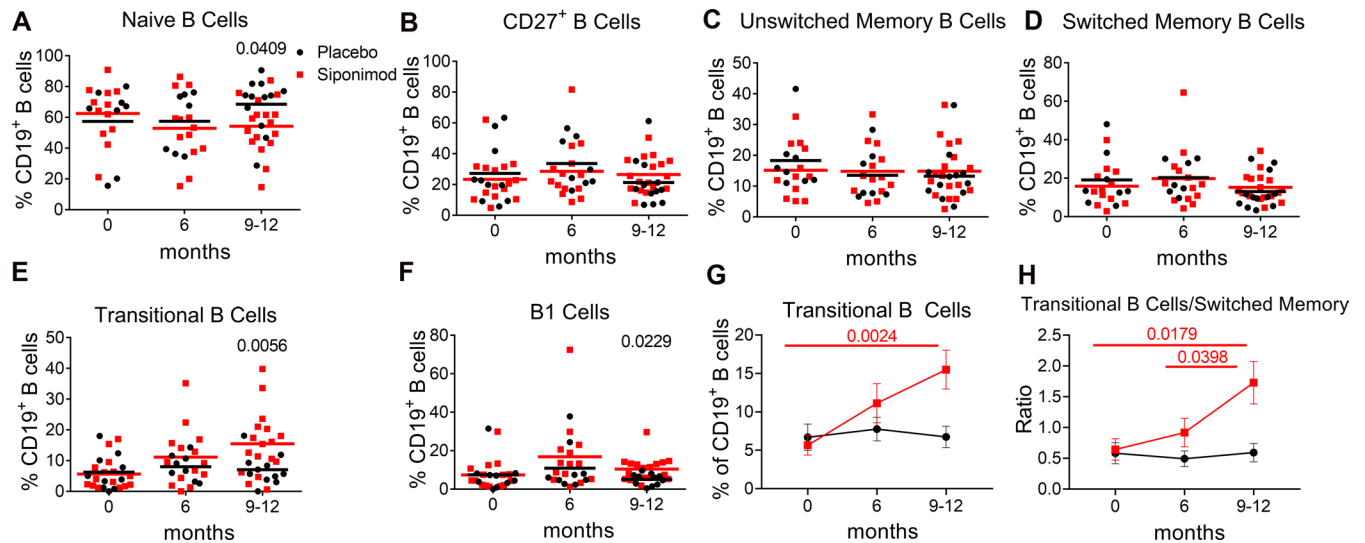 A
Naive B Cells
0.0409
Placebo
Siponimod
% CD19+ B cells
100
80
60
40
20
0
0
6
9-12
months
B
CD27+ B Cells
% CD19+ B cells
100
80
60
40
20
0
0
6
9-12
months
C
Unswitched Memory B Cells
% CD19+ B cells
50
40
30
20
10
0
0
6
9-12
months
D
Switched Memory B Cells
% CD19+ B cells
80
60
40
20
0
0
6
9-12
months
E
Transitional B Cells
0.0056
% CD19+ B cells
50
40
30
20
10
0
0
6
9-12
months
F
B1 Cells
0.0229
% CD19+ B cells
80
60
40
20
0
0
6
9-12
months
G
Transitional B Cells
0.0024
% of CD19+ B cells
20
15
10
5
0
0
6
9-12
months
H
Transitional B Cells/Switched Memory
0.0179
0.0398
Ratio
2.5
2.0
1.5
1.0
0.5
0.0
0
6
9-12
months